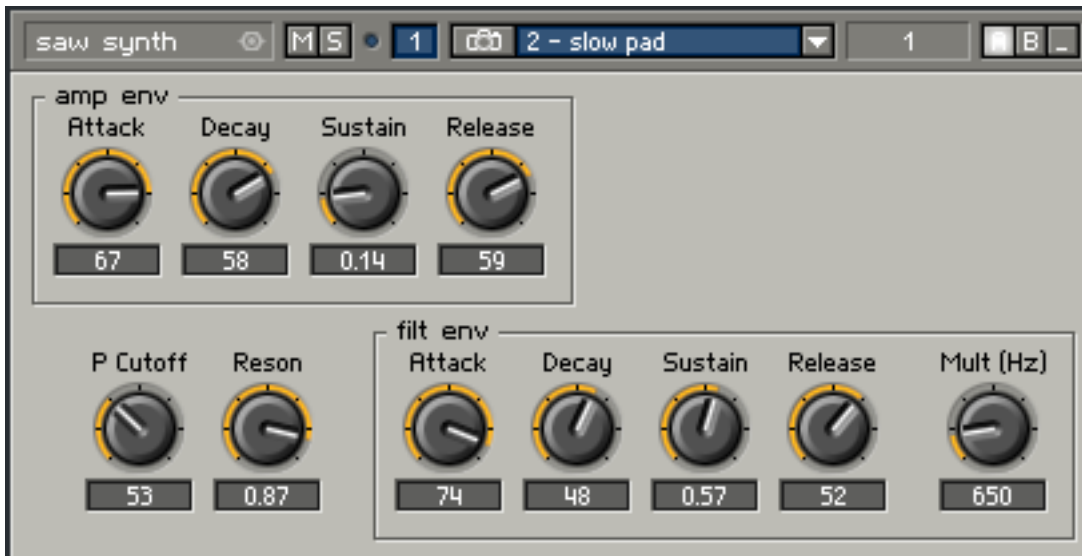 saw synth M S 1 2 - slow pad 1 B _
amp env
Attack Decay Sustain Release
67 58 0.14 59
filt env
P Cutoff Reson Attack Decay Sustain Release Mult (Hz)
53 0.87 74 48 0.57 52 650